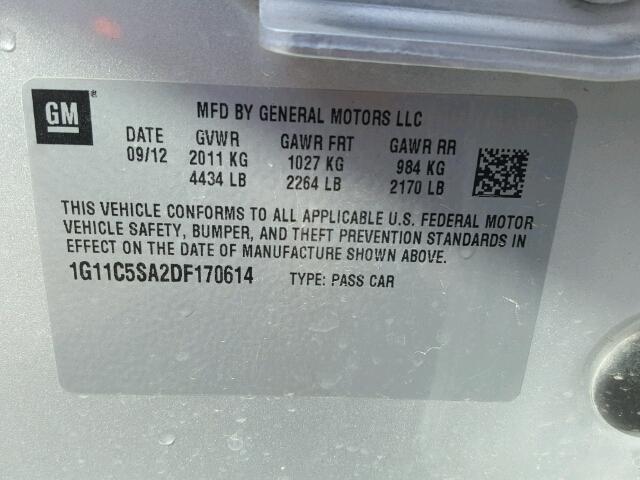 GM ®
MFD BY GENERAL MOTORS LLC
DATE GVWR GAWR FRT GAWR RR
09/12 2011 KG 1027 KG 984 KG
4434 LB 2264 LB 2170 LB
THIS VEHICLE CONFORMS TO ALL APPLICABLE U.S. FEDERAL MOTOR
VEHICLE SAFETY, BUMPER, AND THEFT PREVENTION STANDARDS IN
EFFECT ON THE DATE OF MANUFACTURE SHOWN ABOVE.
1G11C5SA2DF170614 TYPE: PASS CAR